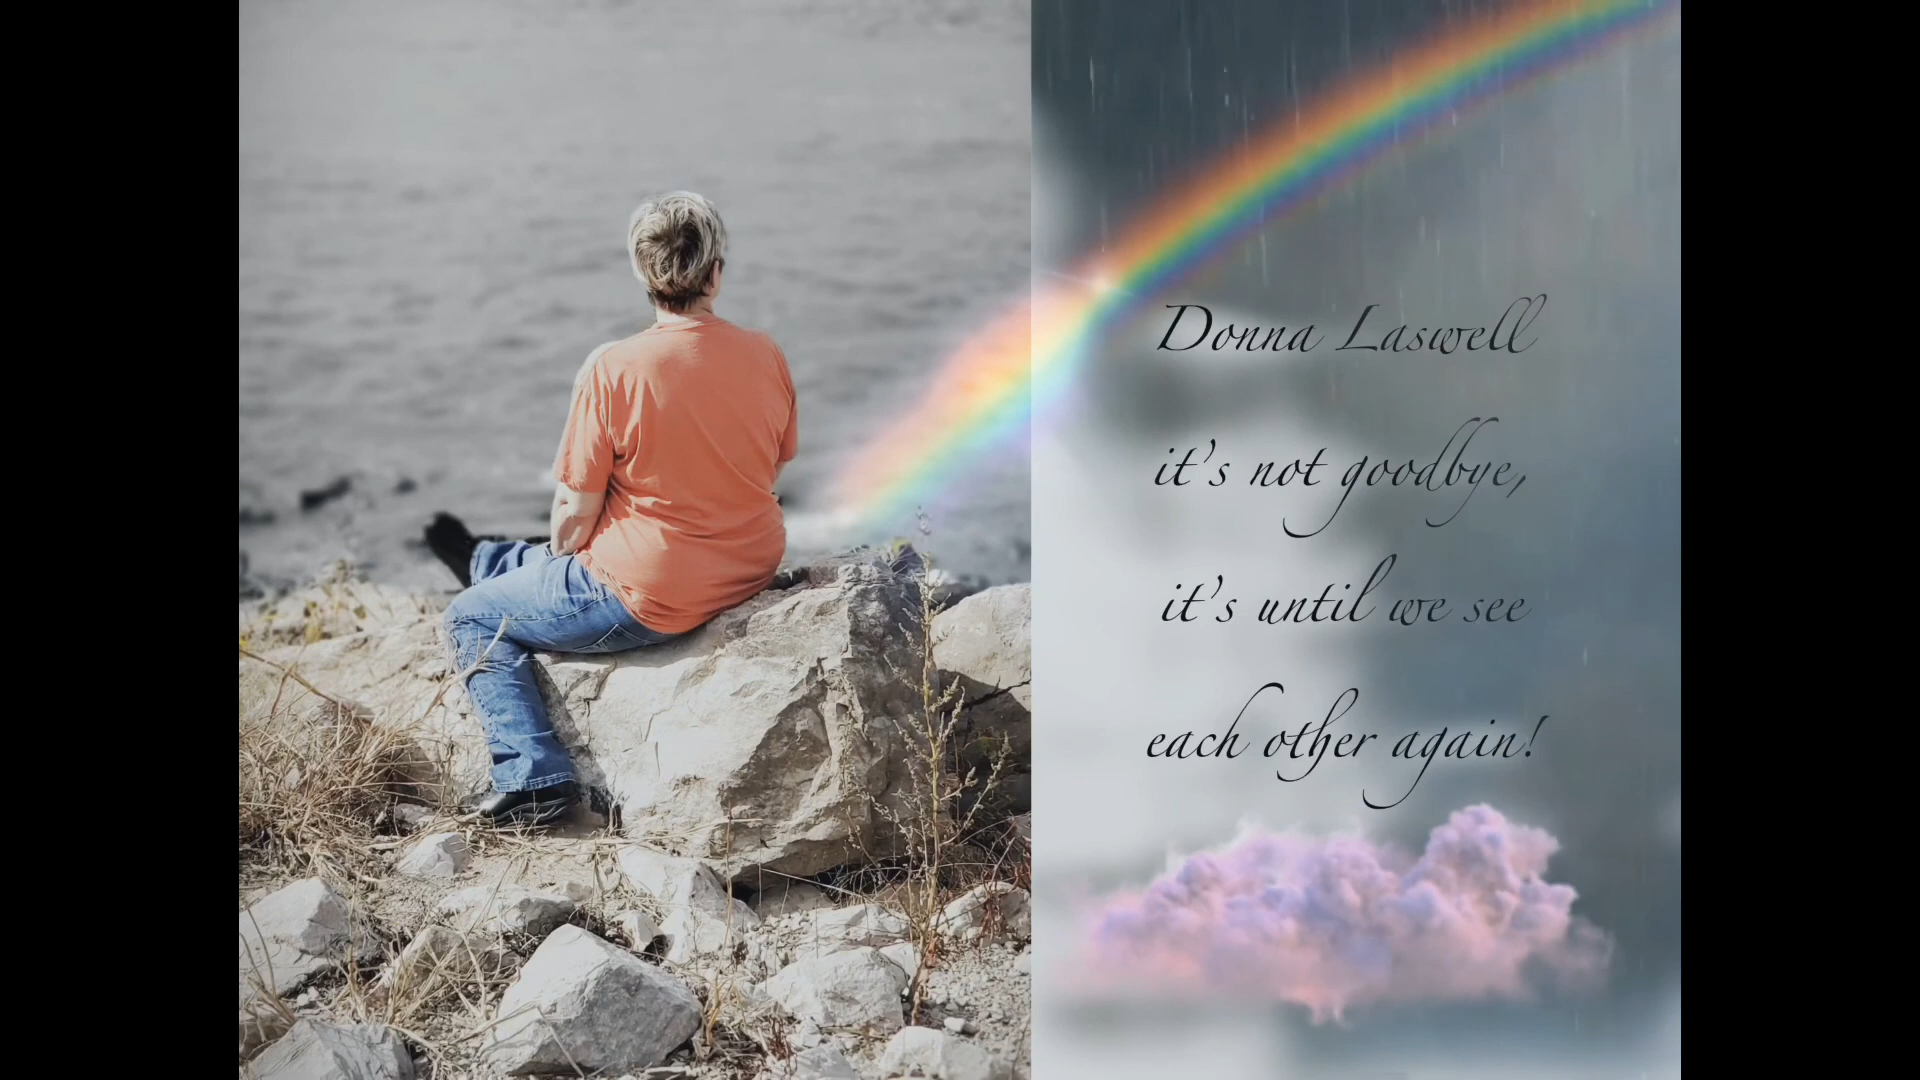 Donna Laswell
it's not goodbye,
it's until we see
each other again!